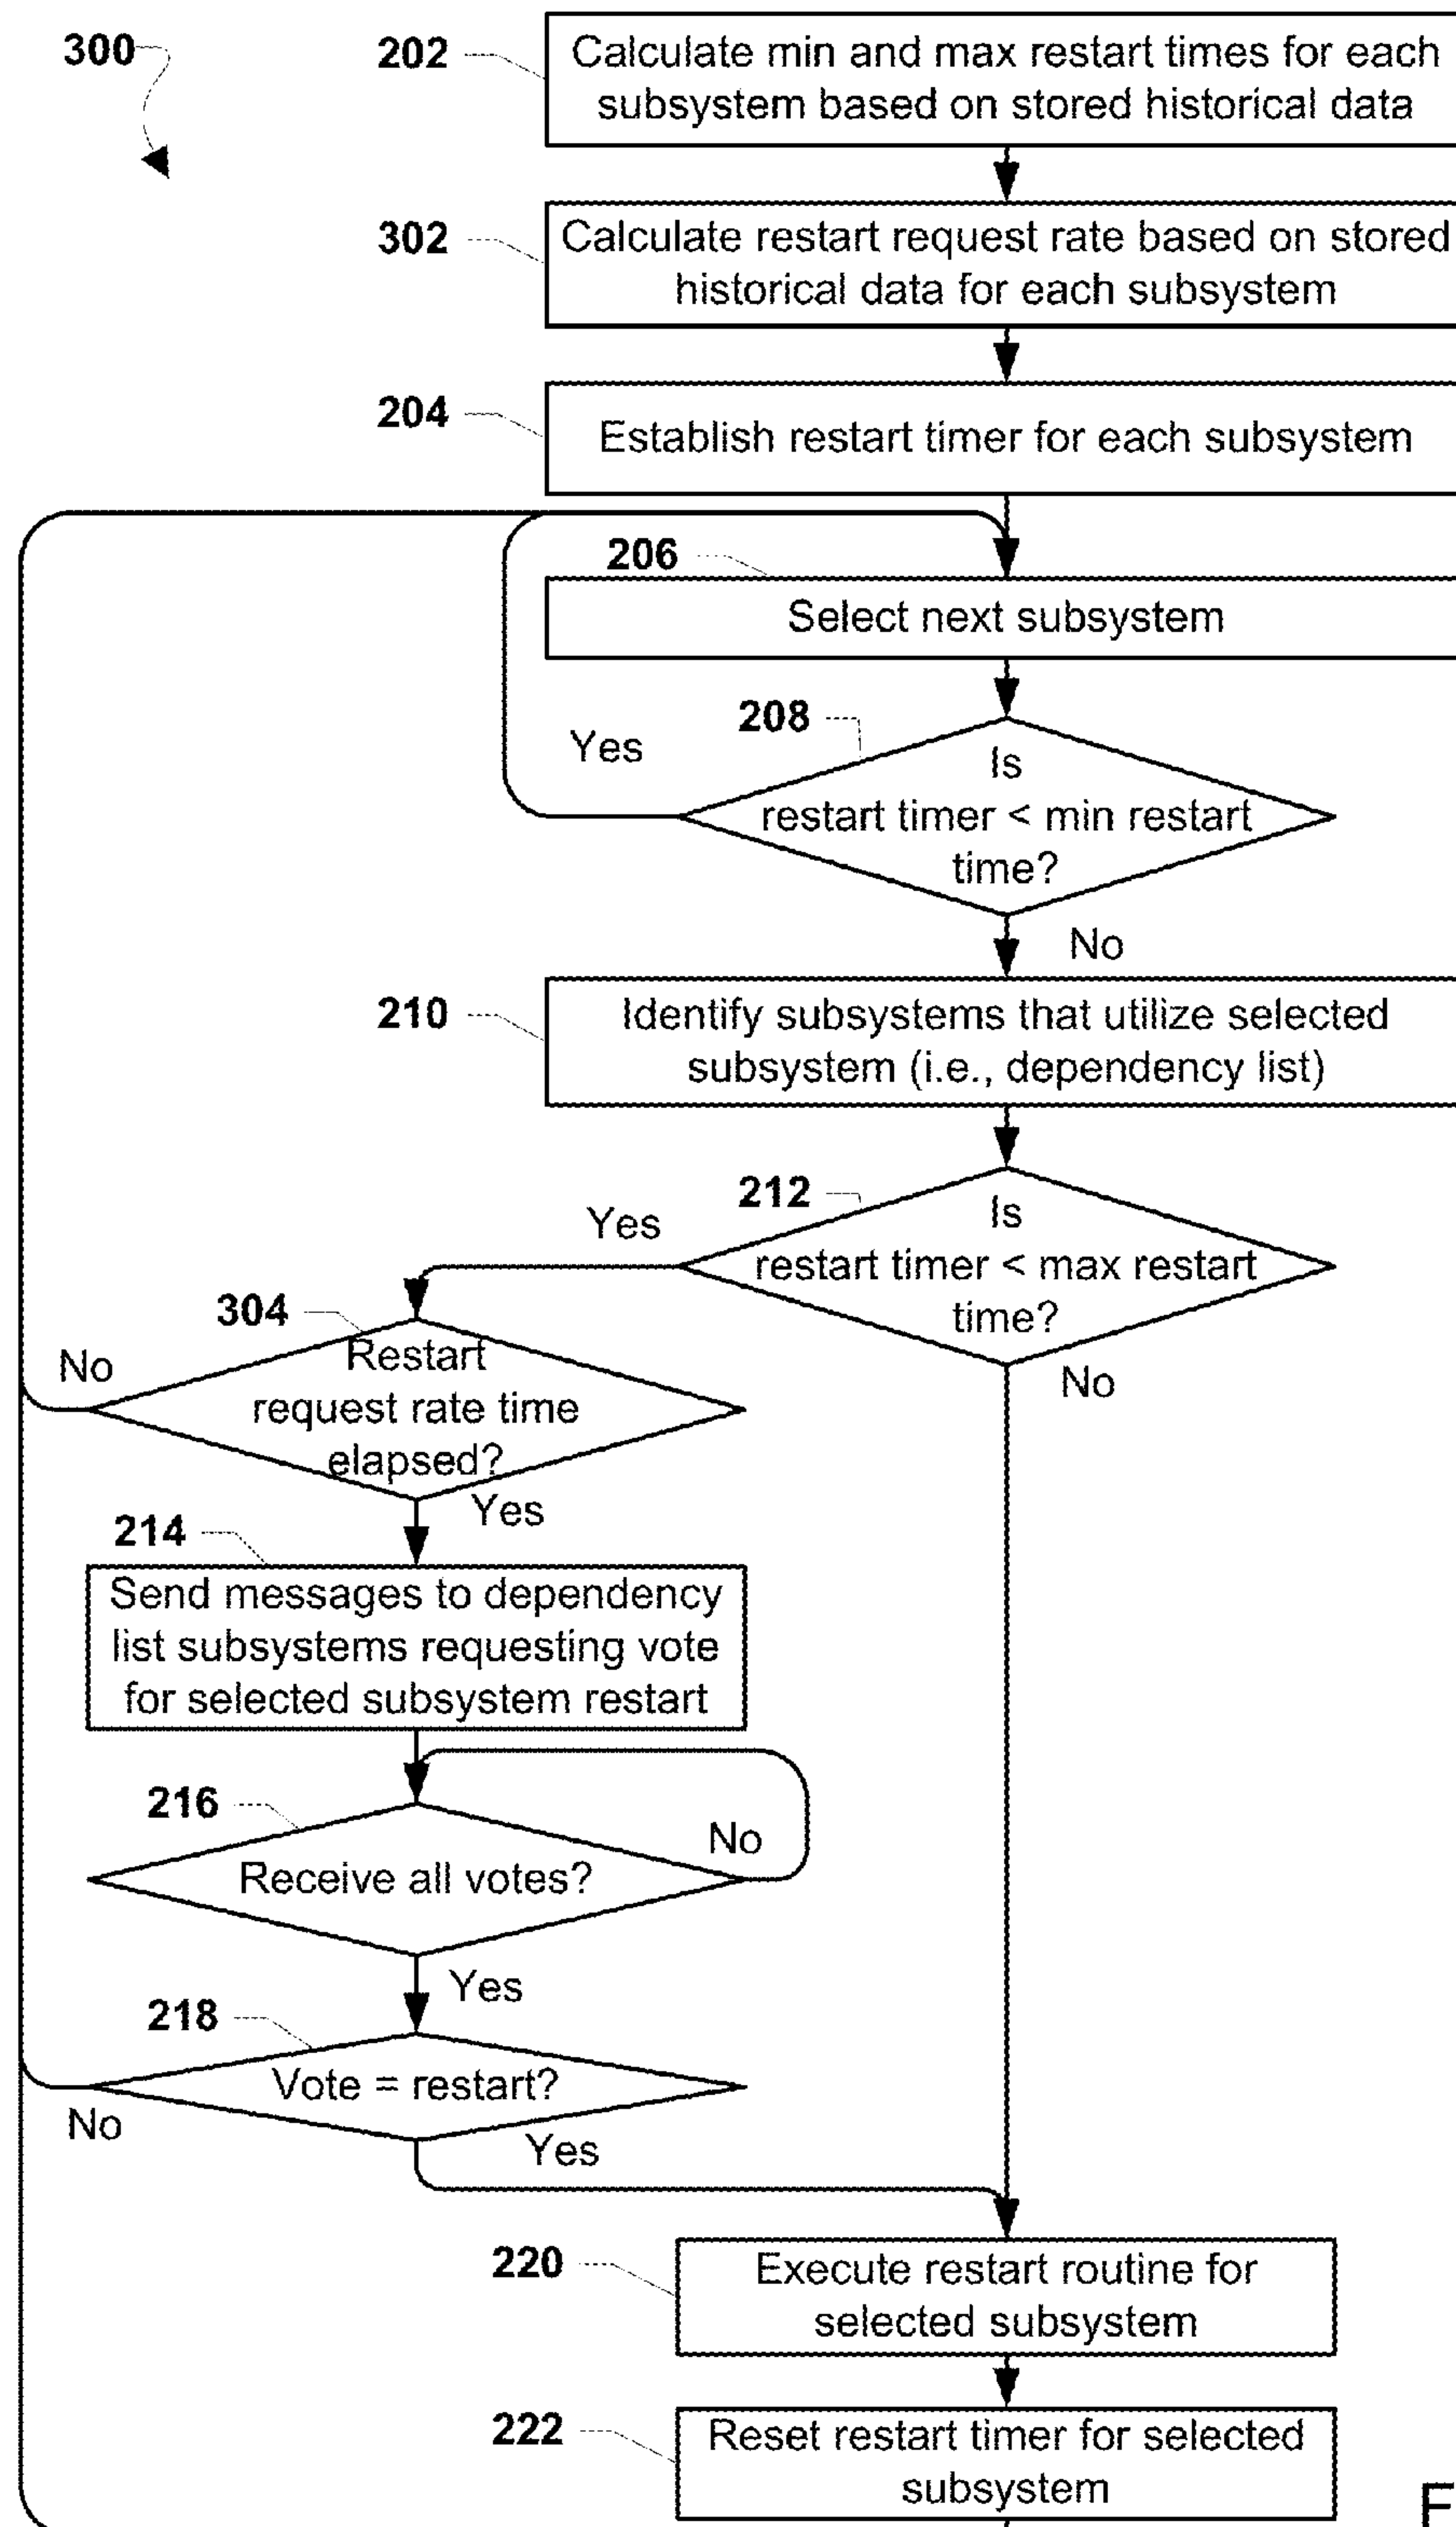 300
202
Calculate min and max restart times for each
subsystem based on stored historical data
302
Calculate restart request rate based on stored
historical data for each subsystem
204
Establish restart timer for each subsystem
206
Select next subsystem
208
Yes
Is
restart timer < min restart
time?
No
210
Identify subsystems that utilize selected
subsystem (i.e., dependency list)
212
Yes
Is
restart timer < max restart
time?
No
304
No
Restart
request rate time
elapsed?
Yes
214
Send messages to dependency
list subsystems requesting vote
for selected subsystem restart
216
No
Receive all votes?
Yes
218
Vote = restart?
No
Yes
220
Execute restart routine for
selected subsystem
222
Reset restart timer for selected
subsystem
F